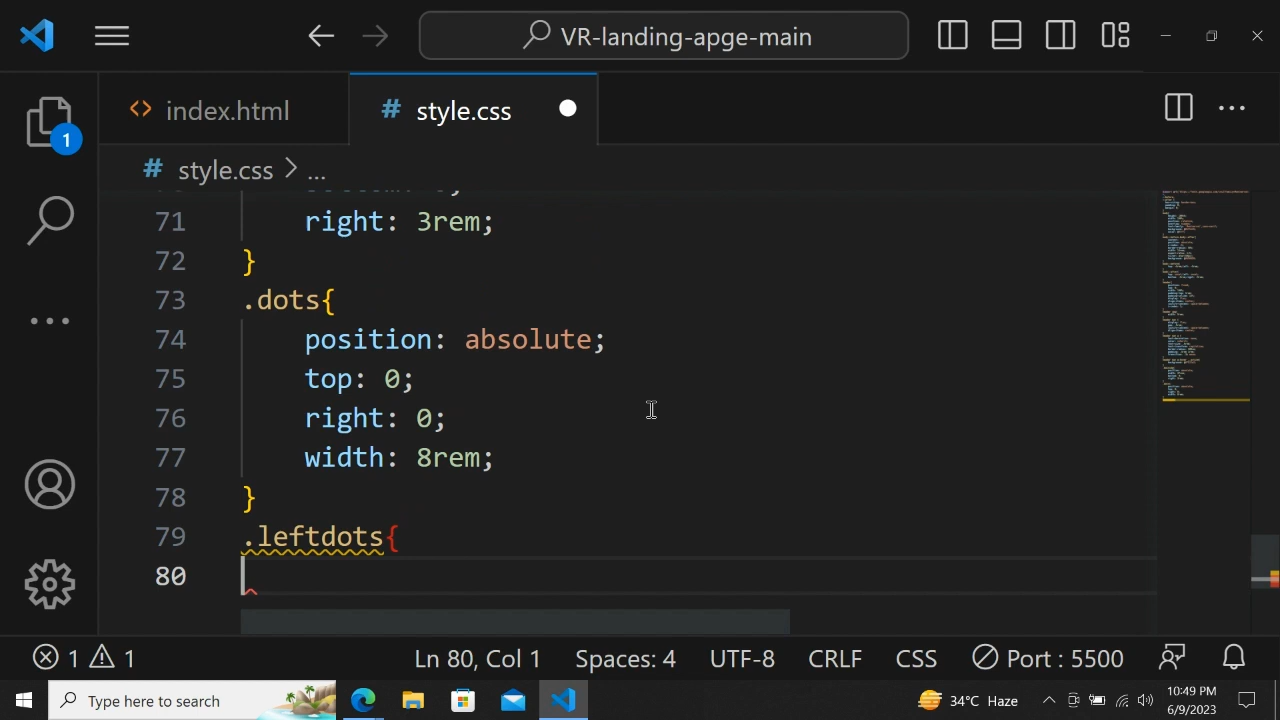 VR-landing-apge-main
index.html
# style.css
# style.css > ...
71 right: 3rem;
72 }
73 .dots{
74 position: absolute;
75 top: 0;
76 right: 0;
77 width: 8rem;
78 }
79 .leftdots{
80
1
1 1 Ln 80, Col 1 Spaces: 4 UTF-8 CRLF CSS Port : 5500
Type here to search 34°C Haze 10:49 PM
6/9/2023